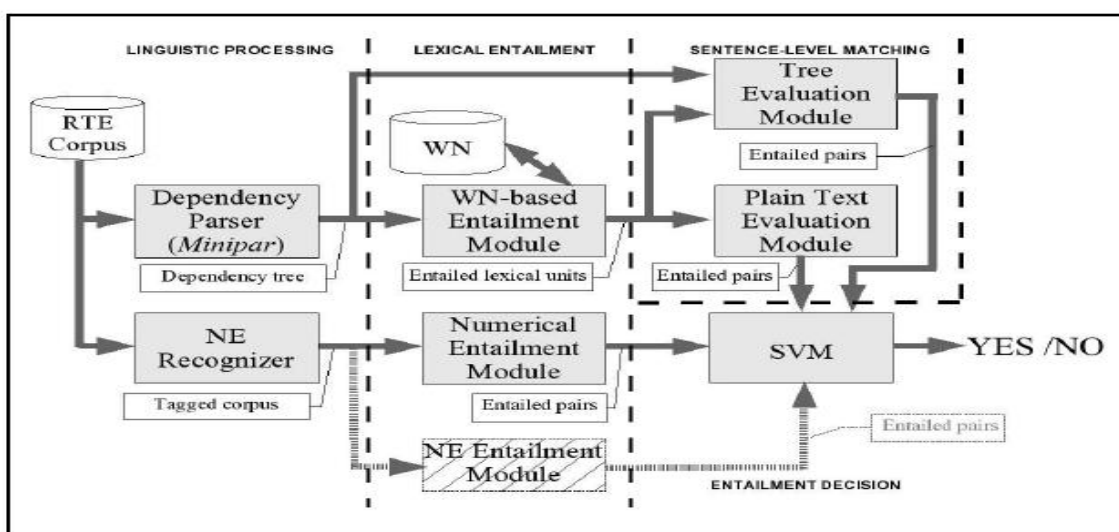 LINGUISTIC PROCESSING
LEXICAL ENTAILMENT
SENTENCE-LEVEL MATCHING
RTE
Corpus
WN
Tree
Evaluation
Module
Entailed pairs
Dependency
Parser
(Minipar)
Dependency tree
WN-based
Entailment
Module
Entailed lexical units
Plain Text
Evaluation
Module
Entailed pairs
NE
Recognizer
Tagged corpus
Numerical
Entailment
Module
Entailed pairs
SVM
YES /NO
NE Entailment
Module
Entailed pairs
ENTAILMENT DECISION